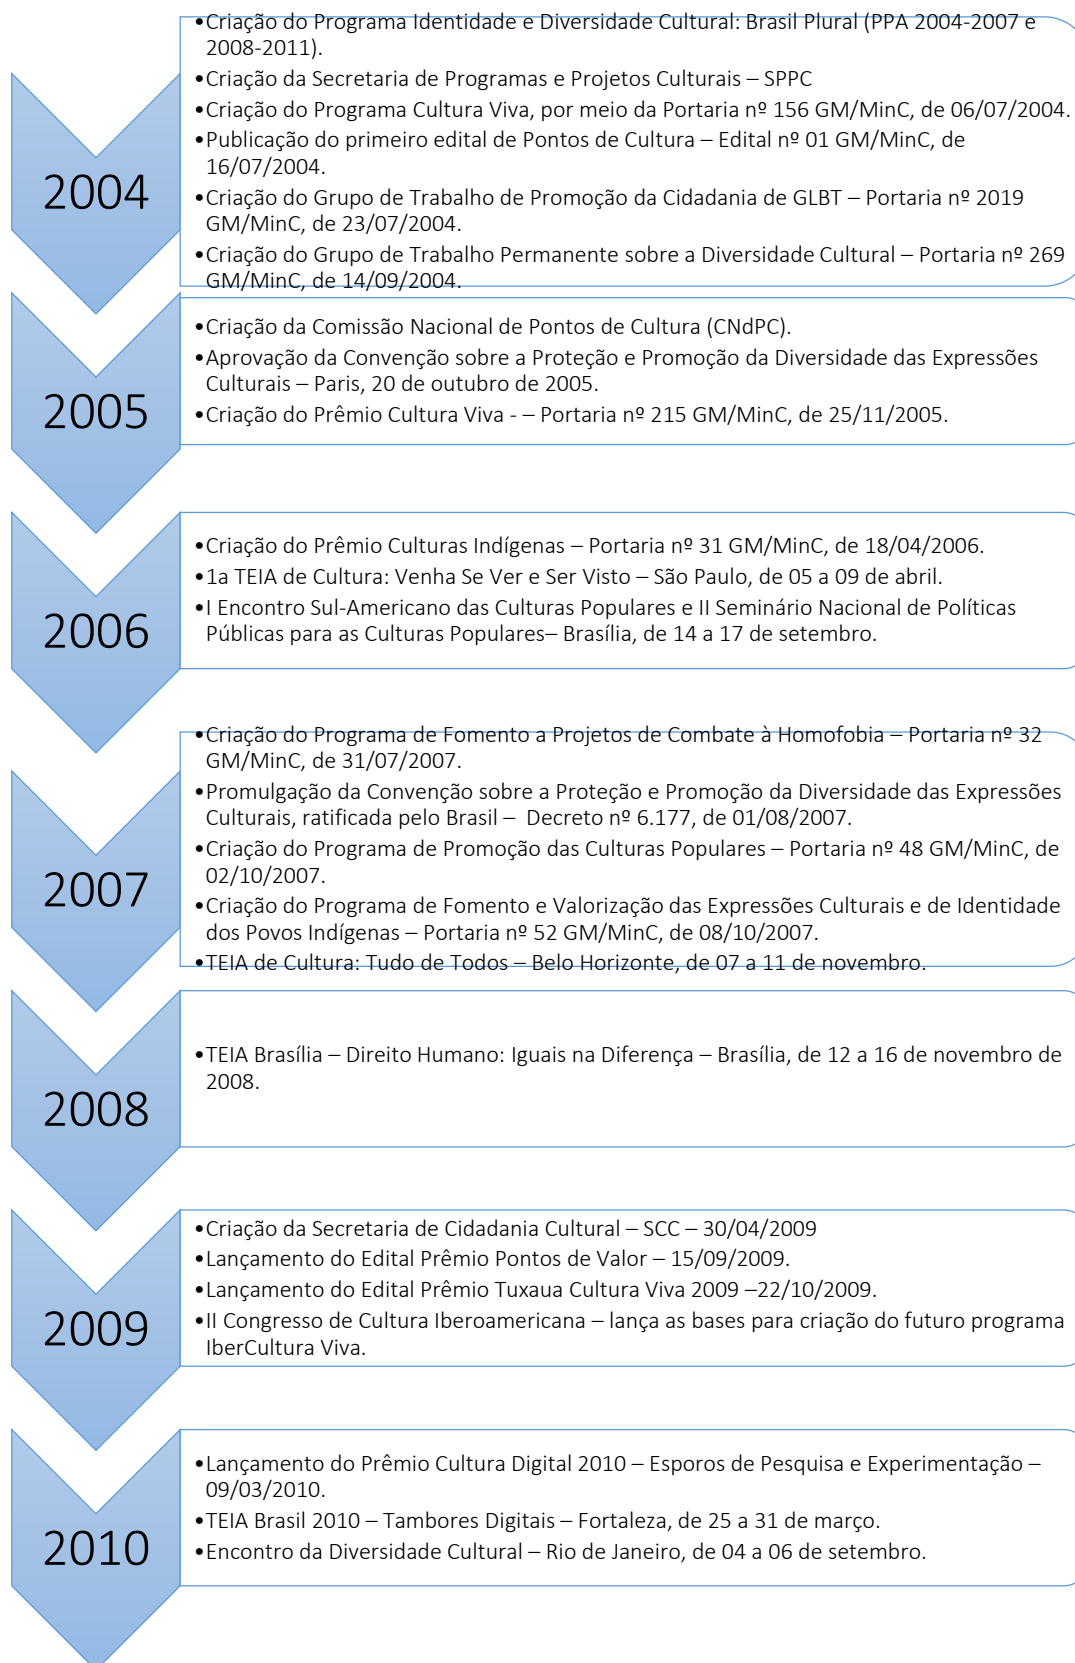 2004
•Criação do Programa Identidade e Diversidade Cultural: Brasil Plural (PPA 2004-2007 e
2008-2011).
•Criação da Secretaria de Programas e Projetos Culturais – SPPC
•Criação do Programa Cultura Viva, por meio da Portaria nº 156 GM/MinC, de 06/07/2004.
•Publicação do primeiro edital de Pontos de Cultura – Edital nº 01 GM/MinC, de
16/07/2004.
•Criação do Grupo de Trabalho de Promoção da Cidadania de GLBT – Portaria nº 2019
GM/MinC, de 23/07/2004.
•Criação do Grupo de Trabalho Permanente sobre a Diversidade Cultural – Portaria nº 269
GM/MinC, de 14/09/2004.
2005
•Criação da Comissão Nacional de Pontos de Cultura (CNdPC).
•Aprovação da Convenção sobre a Proteção e Promoção da Diversidade das Expressões
Culturais – Paris, 20 de outubro de 2005.
•Criação do Prêmio Cultura Viva - – Portaria nº 215 GM/MinC, de 25/11/2005.
2006
•Criação do Prêmio Culturas Indígenas – Portaria nº 31 GM/MinC, de 18/04/2006.
•1a TEIA de Cultura: Venha Se Ver e Ser Visto – São Paulo, de 05 a 09 de abril.
•I Encontro Sul-Americano das Culturas Populares e II Seminário Nacional de Políticas
Públicas para as Culturas Populares– Brasília, de 14 a 17 de setembro.
2007
•Criação do Programa de Fomento a Projetos de Combate à Homofobia – Portaria nº 32
GM/MinC, de 31/07/2007.
•Promulgação da Convenção sobre a Proteção e Promoção da Diversidade das Expressões
Culturais, ratificada pelo Brasil –  Decreto nº 6.177, de 01/08/2007.
•Criação do Programa de Promoção das Culturas Populares – Portaria nº 48 GM/MinC, de
02/10/2007.
•Criação do Programa de Fomento e Valorização das Expressões Culturais e de Identidade
dos Povos Indígenas – Portaria nº 52 GM/MinC, de 08/10/2007.
•TEIA de Cultura: Tudo de Todos – Belo Horizonte, de 07 a 11 de novembro.
2008
•TEIA Brasília – Direito Humano: Iguais na Diferença – Brasília, de 12 a 16 de novembro de
2008.
2009
•Criação da Secretaria de Cidadania Cultural – SCC – 30/04/2009
•Lançamento do Edital Prêmio Pontos de Valor – 15/09/2009.
•Lançamento do Edital Prêmio Tuxaua Cultura Viva 2009 –22/10/2009.
•II Congresso de Cultura Iberoamericana – lança as bases para criação do futuro programa
IberCultura Viva.
2010
•Lançamento do Prêmio Cultura Digital 2010 – Esporos de Pesquisa e Experimentação –
09/03/2010.
•TEIA Brasil 2010 – Tambores Digitais – Fortaleza, de 25 a 31 de março.
•Encontro da Diversidade Cultural – Rio de Janeiro, de 04 a 06 de setembro.